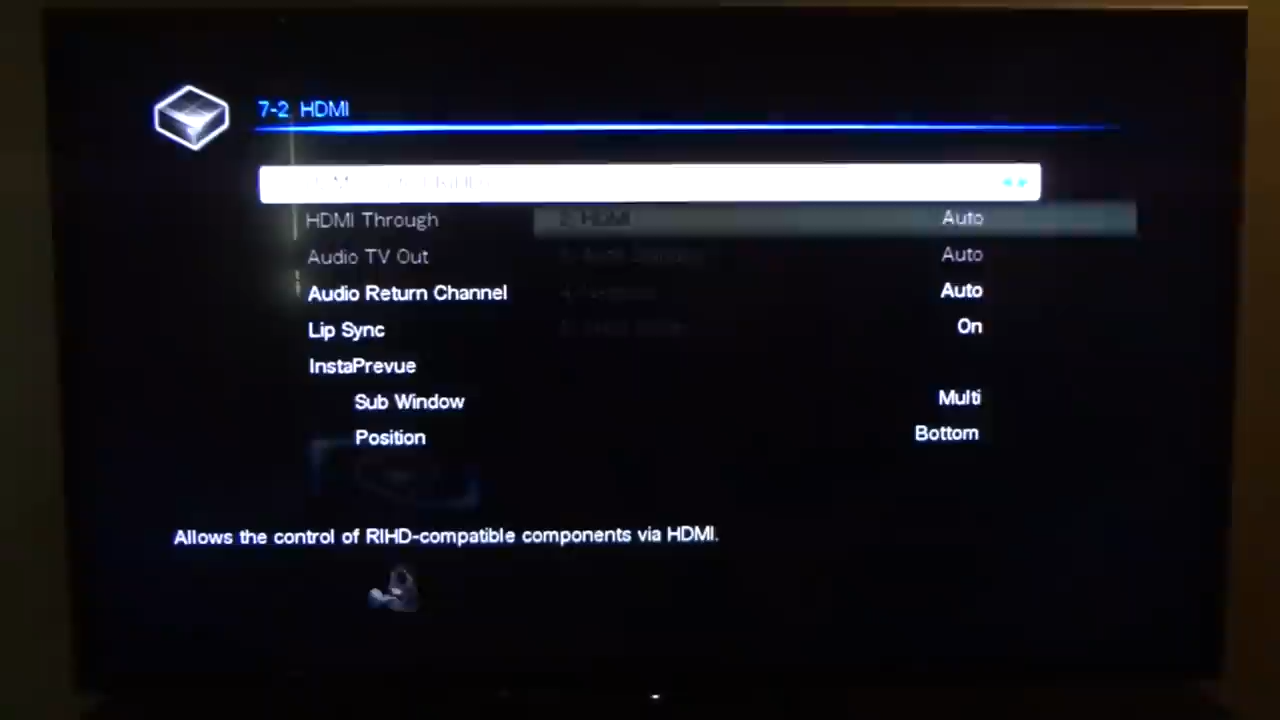 7-2 HDMI
HDMI Through Auto
Audio TV Out Auto
Audio Return Channel Auto
Lip Sync On
InstaPrevue
Sub Window Multi
Position Bottom
Allows the control of RIHD-compatible components via HDMI.